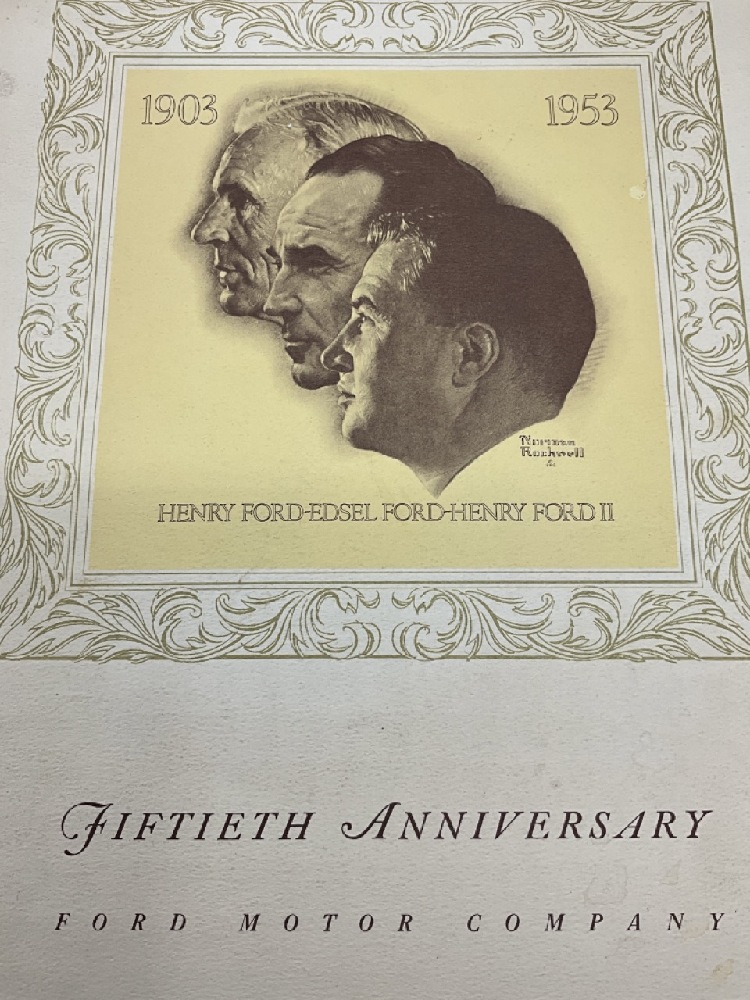 1903 1953
Norman
Rockwell
HENRY FORD-EDSEL FORD-HENRY FORD II
FIFTIETH ANNIVERSARY
FORD MOTOR COMPANY